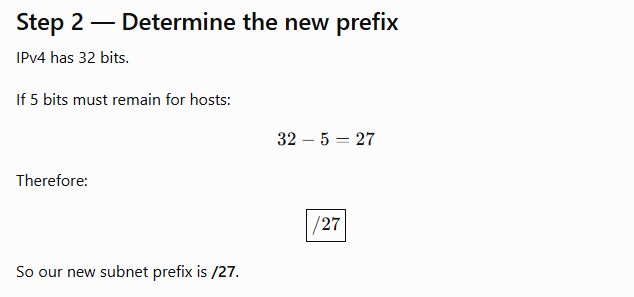 Step 2 — Determine the new prefix
IPv4 has 32 bits.
If 5 bits must remain for hosts:
32 − 5 = 27
Therefore:
/27
So our new subnet prefix is /27.